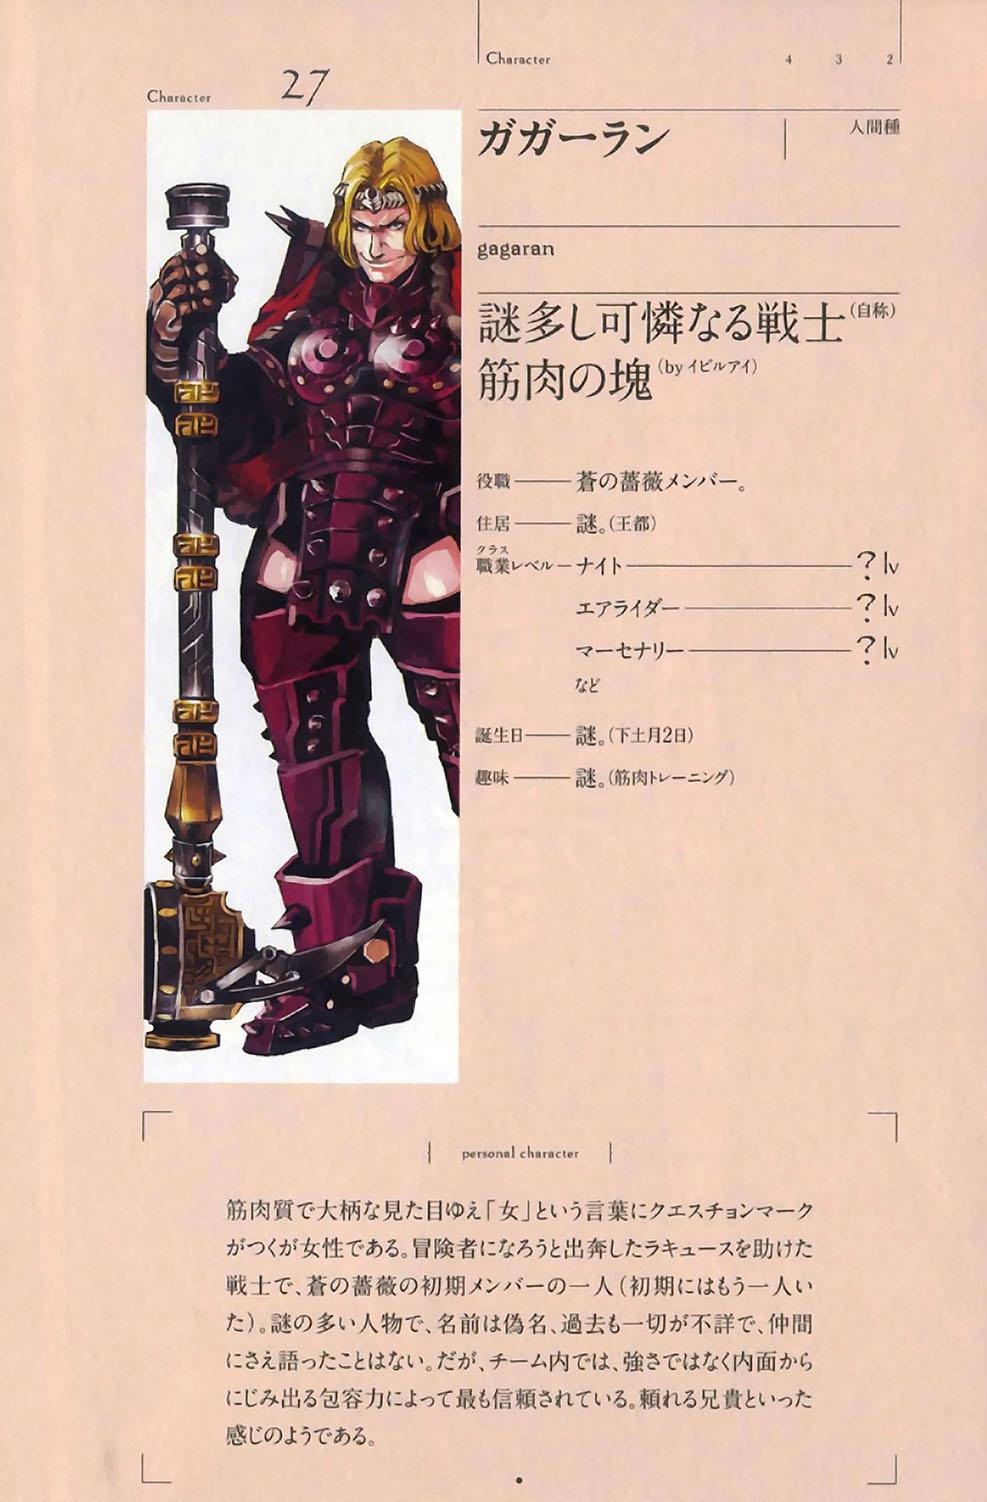 Character 4 3 2
Character 27
ガガーラン 人間種
gagaran
謎多し可憐なる戦士(自称)
筋肉の塊(by イビルアイ)
役職 蒼の薔薇メンバー。
住居 謎。(王都)
クラス
職業レベル ナイト ? lv
エアライダー ? lv
マーセナリー ? lv
など
誕生日 謎。(下土月2日)
趣味 謎。(筋肉トレーニング)
personal character
筋肉質で大柄な見た目ゆえ「女」という言葉にクエスチョンマーク
がつくが女性である。冒険者になろうと出奔したラキュースを助けた
戦士で、蒼の薔薇の初期メンバーの一人(初期にはもう一人い
た)。謎の多い人物で、名前は偽名、過去も一切が不詳で、仲間
にさえ語ったことはない。だが、チーム内では、強さではなく内面から
にじみ出る包容力によって最も信頼されている。頼れる兄貴といった
感じのようである。